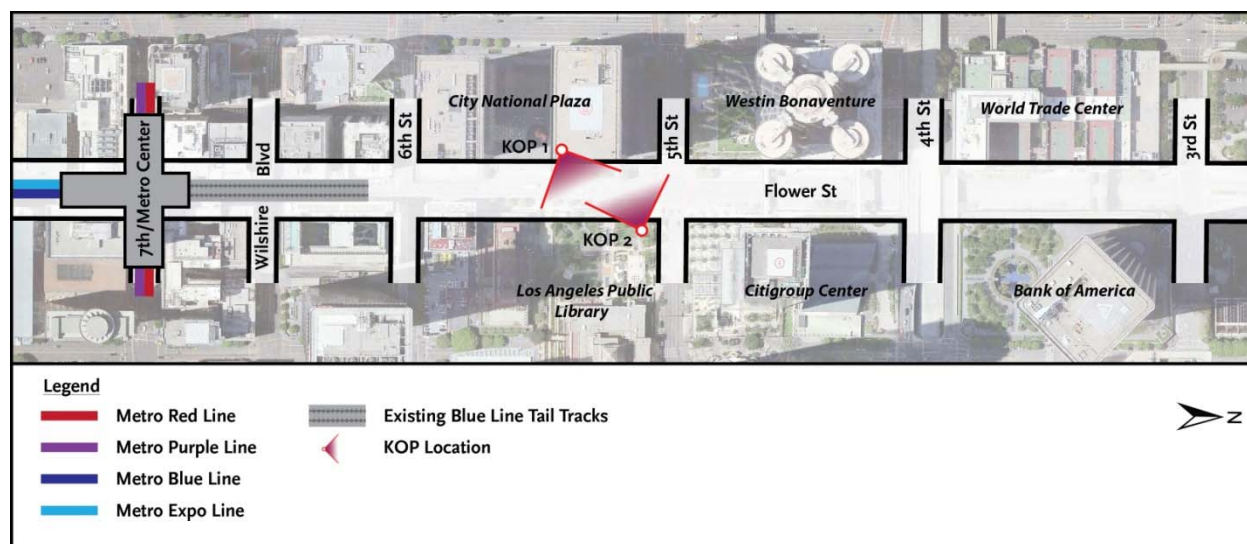 City National Plaza
Westin Bonaventure
World Trade Center
7th/Metro Center
Wilshire Blvd
6th St
5th St
4th St
3rd St
KOP 1
Flower St
KOP 2
Los Angeles Public
Library
Citigroup Center
Bank of America
Legend
Metro Red Line
Metro Purple Line
Metro Blue Line
Metro Expo Line
Existing Blue Line Tail Tracks
KOP Location
N